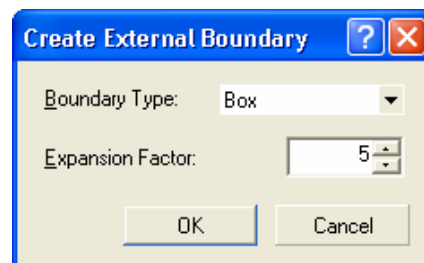 Create External Boundary
Boundary Type: Box
Expansion Factor: 5
OK Cancel